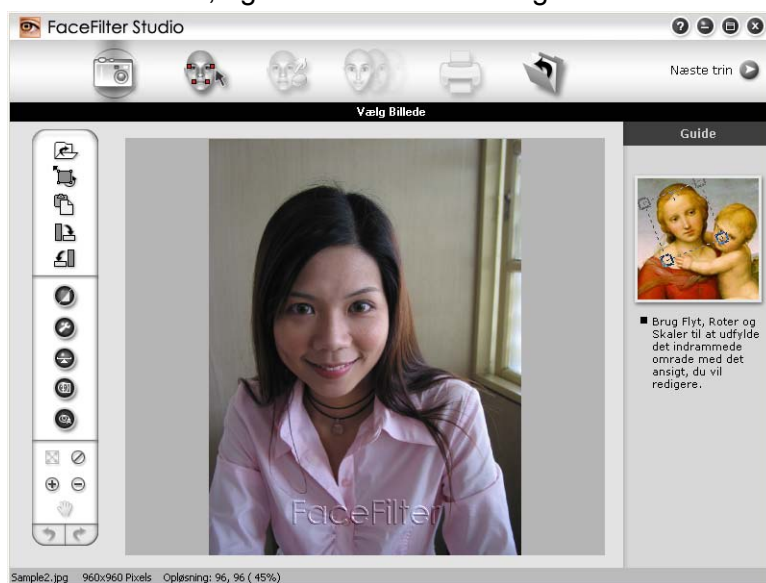 FaceFilter Studio
Næste trin
Vælg Billede
Guide
Brug Flyt, Roter og
Skaler til at udfylde
det indrammede
omrade med det
ansigt, du vil
redigere.
FaceFilter
Sample2.jpg 960x960 Pixels Opløsning: 96, 96 ( 45%)